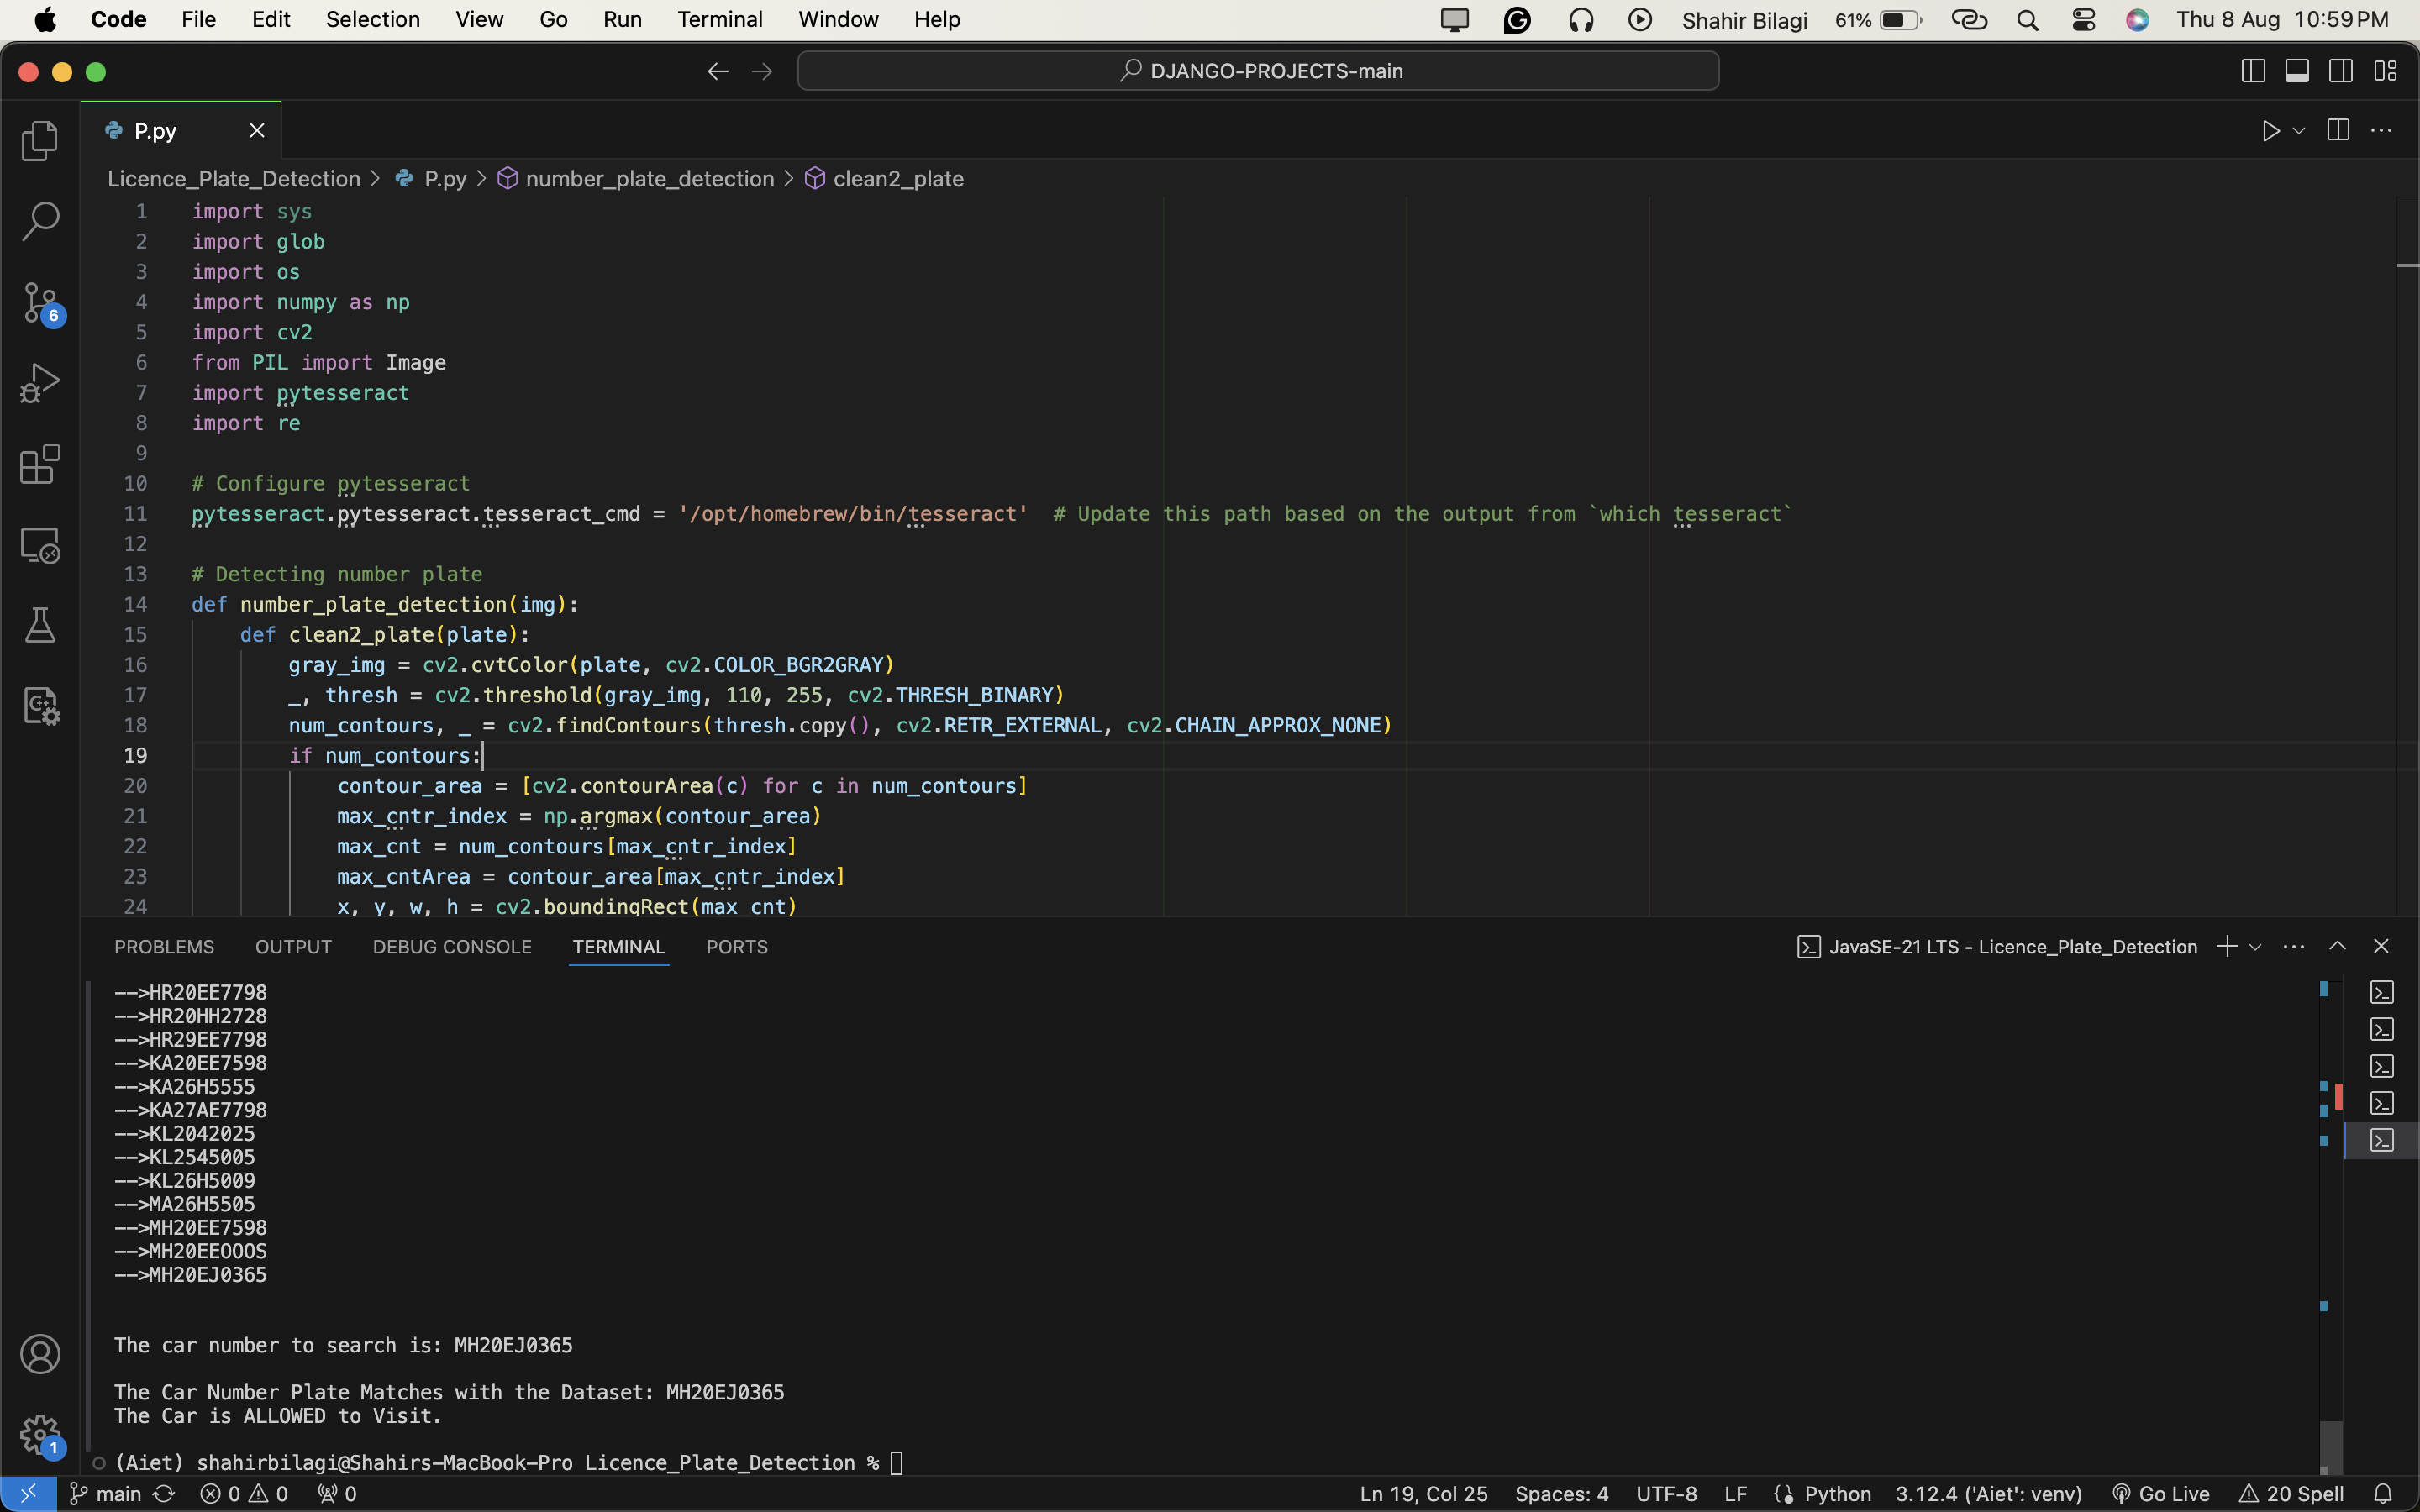 Code File Edit Selection View Go Run Terminal Window Help Shahir Bilagi 61% Thu 8 Aug 10:59 PM
DJANGO-PROJECTS-main
P.py
Licence_Plate_Detection > P.py > number_plate_detection > clean2_plate
1 import sys
2 import glob
3 import os
4 import numpy as np
5 import cv2
6 from PIL import Image
7 import pytesseract
8 import re
9
10 # Configure pytesseract
11 pytesseract.pytesseract.tesseract_cmd = '/opt/homebrew/bin/tesseract'  # Update this path based on the output from `which tesseract`
12
13 # Detecting number plate
14 def number_plate_detection(img):
15     def clean2_plate(plate):
16         gray_img = cv2.cvtColor(plate, cv2.COLOR_BGR2GRAY)
17         _, thresh = cv2.threshold(gray_img, 110, 255, cv2.THRESH_BINARY)
18         num_contours, _ = cv2.findContours(thresh.copy(), cv2.RETR_EXTERNAL, cv2.CHAIN_APPROX_NONE)
19         if num_contours:
20             contour_area = [cv2.contourArea(c) for c in num_contours]
21             max_cntr_index = np.argmax(contour_area)
22             max_cnt = num_contours[max_cntr_index]
23             max_cntArea = contour_area[max_cntr_index]
24             x, y, w, h = cv2.boundingRect(max_cnt)
6
PROBLEMS OUTPUT DEBUG CONSOLE TERMINAL PORTS JavaSE-21 LTS - Licence_Plate_Detection
-->HR20EE7798
-->HR20HH2728
-->HR29EE7798
-->KA20EE7598
-->KA26H5555
-->KA27AE7798
-->KL2042025
-->KL2545005
-->KL26H5009
-->MA26H5505
-->MH20EE7598
-->MH20EEOOOS
-->MH20EJ0365
The car number to search is: MH20EJ0365
The Car Number Plate Matches with the Dataset: MH20EJ0365
The Car is ALLOWED to Visit.
(Aiet) shahirbilagi@Shahirs-MacBook-Pro Licence_Plate_Detection %
1
main 0 0 0 Ln 19, Col 25 Spaces: 4 UTF-8 LF Python 3.12.4 ('Aiet': venv) Go Live 20 Spell